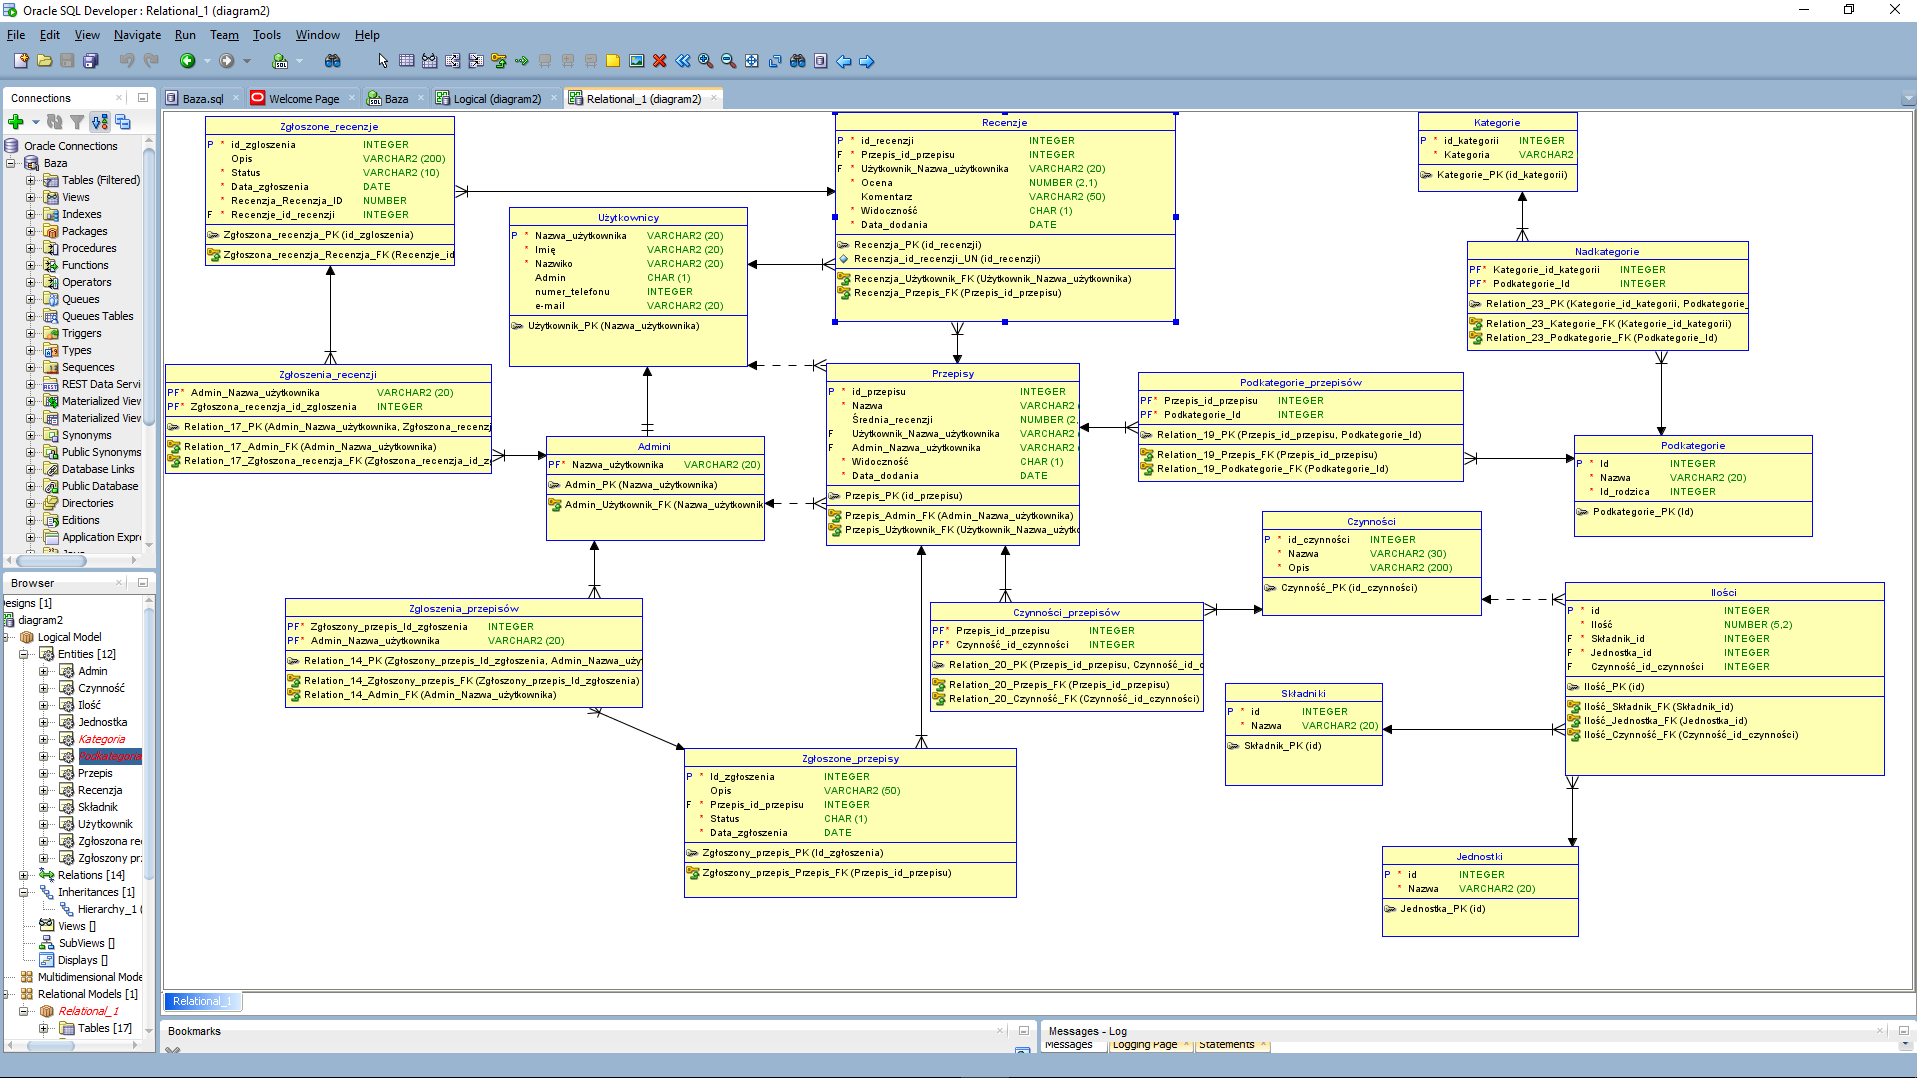 Oracle SQL Developer : Relational_1 (diagram2)
File Edit View Navigate Run Team Tools Window Help
Connections
Baza.sql
Welcome Page
Baza
Logical (diagram2)
Relational_1 (diagram2)
Oracle Connections
Baza
Tables (Filtered)
Views
Indexes
Packages
Procedures
Functions
Operators
Queues
Queues Tables
Triggers
Types
Sequences
REST Data Servi
Materialized View
Materialized View
Synonyms
Public Synonyms
Database Links
Public Database
Directories
Editions
Application Expr
Browser
esigns [1]
diagram2
Logical Model
Entities [12]
Admin
Czynność
Ilość
Jednostka
Kategoria
Podkategoria
Przepis
Recenzja
Składnik
Użytkownik
Zgłoszona re
Zgłoszony prz
Relations [14]
Inheritances [1]
Hierarchy_1 (
Views []
SubViews []
Displays []
Multidimensional Mode
Relational Models [1]
Relational_1
Tables [17]
Zgłoszone_recenzje
P * id_zgloszenia INTEGER
Opis VARCHAR2 (200)
* Status VARCHAR2 (10)
* Data_zgłoszenia DATE
* Recenzja_Recenzja_ID NUMBER
F * Recenzje_id_recenzji INTEGER
Zgłoszona_recenzja_PK (id_zgloszenia)
Zgłoszona_recenzja_Recenzja_FK (Recenzje_id
Użytkownicy
P * Nazwa_użytkownika VARCHAR2 (20)
* Imię VARCHAR2 (20)
* Nazwiko VARCHAR2 (20)
Admin CHAR (1)
numer_telefonu INTEGER
e-mail VARCHAR2 (20)
Użytkownik_PK (Nazwa_użytkownika)
Recenzje
P * id_recenzji INTEGER
F * Przepis_id_przepisu INTEGER
F * Użytkownik_Nazwa_użytkownika VARCHAR2 (20)
* Ocena NUMBER (2,1)
Komentarz VARCHAR2 (50)
* Widoczność CHAR (1)
* Data_dodania DATE
Recenzja_PK (id_recenzji)
Recenzja_id_recenzji_UN (id_recenzji)
Recenzja_Użytkownik_FK (Użytkownik_Nazwa_użytkownika)
Recenzja_Przepis_FK (Przepis_id_przepisu)
Kategorie
P * id_kategorii INTEGER
* Kategoria VARCHAR2
Kategorie_PK (id_kategorii)
Nadkategorie
PF* Kategorie_id_kategorii INTEGER
PF* Podkategorie_Id INTEGER
Relation_23_PK (Kategorie_id_kategorii, Podkategorie_
Relation_23_Kategorie_FK (Kategorie_id_kategorii)
Relation_23_Podkategorie_FK (Podkategorie_Id)
Zgłoszenia_recenzji
PF* Admin_Nazwa_użytkownika VARCHAR2 (20)
PF* Zgłoszona_recenzja_id_zgloszenia INTEGER
Relation_17_PK (Admin_Nazwa_użytkownika, Zgłoszona_recenzj
Relation_17_Admin_FK (Admin_Nazwa_użytkownika)
Relation_17_Zgłoszona_recenzja_FK (Zgłoszona_recenzja_id_z
Admini
PF* Nazwa_użytkownika VARCHAR2 (20)
Admin_PK (Nazwa_użytkownika)
Admin_Użytkownik_FK (Nazwa_użytkownik
Przepisy
P * id_przepisu INTEGER
* Nazwa VARCHAR2
Średnia_recenzji NUMBER (2,
F Użytkownik_Nazwa_użytkownika VARCHAR2
F Admin_Nazwa_użytkownika VARCHAR2
* Widoczność CHAR (1)
* Data_dodania DATE
Przepis_PK (id_przepisu)
Przepis_Admin_FK (Admin_Nazwa_użytkownika)
Przepis_Użytkownik_FK (Użytkownik_Nazwa_użytk
Podkategorie_przepisów
PF* Przepis_id_przepisu INTEGER
PF* Podkategorie_Id INTEGER
Relation_19_PK (Przepis_id_przepisu, Podkategorie_Id)
Relation_19_Przepis_FK (Przepis_id_przepisu)
Relation_19_Podkategorie_FK (Podkategorie_Id)
Podkategorie
P * Id INTEGER
* Nazwa VARCHAR2 (20)
* Id_rodzica INTEGER
Podkategorie_PK (Id)
Czynności
P * id_czynności INTEGER
* Nazwa VARCHAR2 (30)
* Opis VARCHAR2 (200)
Czynność_PK (id_czynności)
Ilości
P * id INTEGER
* Ilość NUMBER (5,2)
F * Składnik_id INTEGER
F * Jednostka_id INTEGER
F Czynność_id_czynności INTEGER
Ilość_PK (id)
Ilość_Składnik_FK (Składnik_id)
Ilość_Jednostka_FK (Jednostka_id)
Ilość_Czynność_FK (Czynność_id_czynności)
Zgloszenia_przepisów
PF* Zgłoszony_przepis_Id_zgłoszenia INTEGER
PF* Admin_Nazwa_użytkownika VARCHAR2 (20)
Relation_14_PK (Zgłoszony_przepis_Id_zgłoszenia, Admin_Nazwa_uży
Relation_14_Zgłoszony_przepis_FK (Zgłoszony_przepis_Id_zgłoszenia)
Relation_14_Admin_FK (Admin_Nazwa_użytkownika)
Czynności_przepisów
PF* Przepis_id_przepisu INTEGER
PF* Czynność_id_czynności INTEGER
Relation_20_PK (Przepis_id_przepisu, Czynność_id_c
Relation_20_Przepis_FK (Przepis_id_przepisu)
Relation_20_Czynność_FK (Czynność_id_czynności)
Składniki
P * id INTEGER
* Nazwa VARCHAR2 (20)
Składnik_PK (id)
Zgłoszone_przepisy
P * Id_zgłoszenia INTEGER
Opis VARCHAR2 (50)
F * Przepis_id_przepisu INTEGER
* Status CHAR (1)
* Data_zgłoszenia DATE
Zgłoszony_przepis_PK (Id_zgłoszenia)
Zgłoszony_przepis_Przepis_FK (Przepis_id_przepisu)
Jednostki
P * id INTEGER
* Nazwa VARCHAR2 (20)
Jednostka_PK (id)
Relational_1
Bookmarks
Messages - Log
Messages
Logging Page
Statements